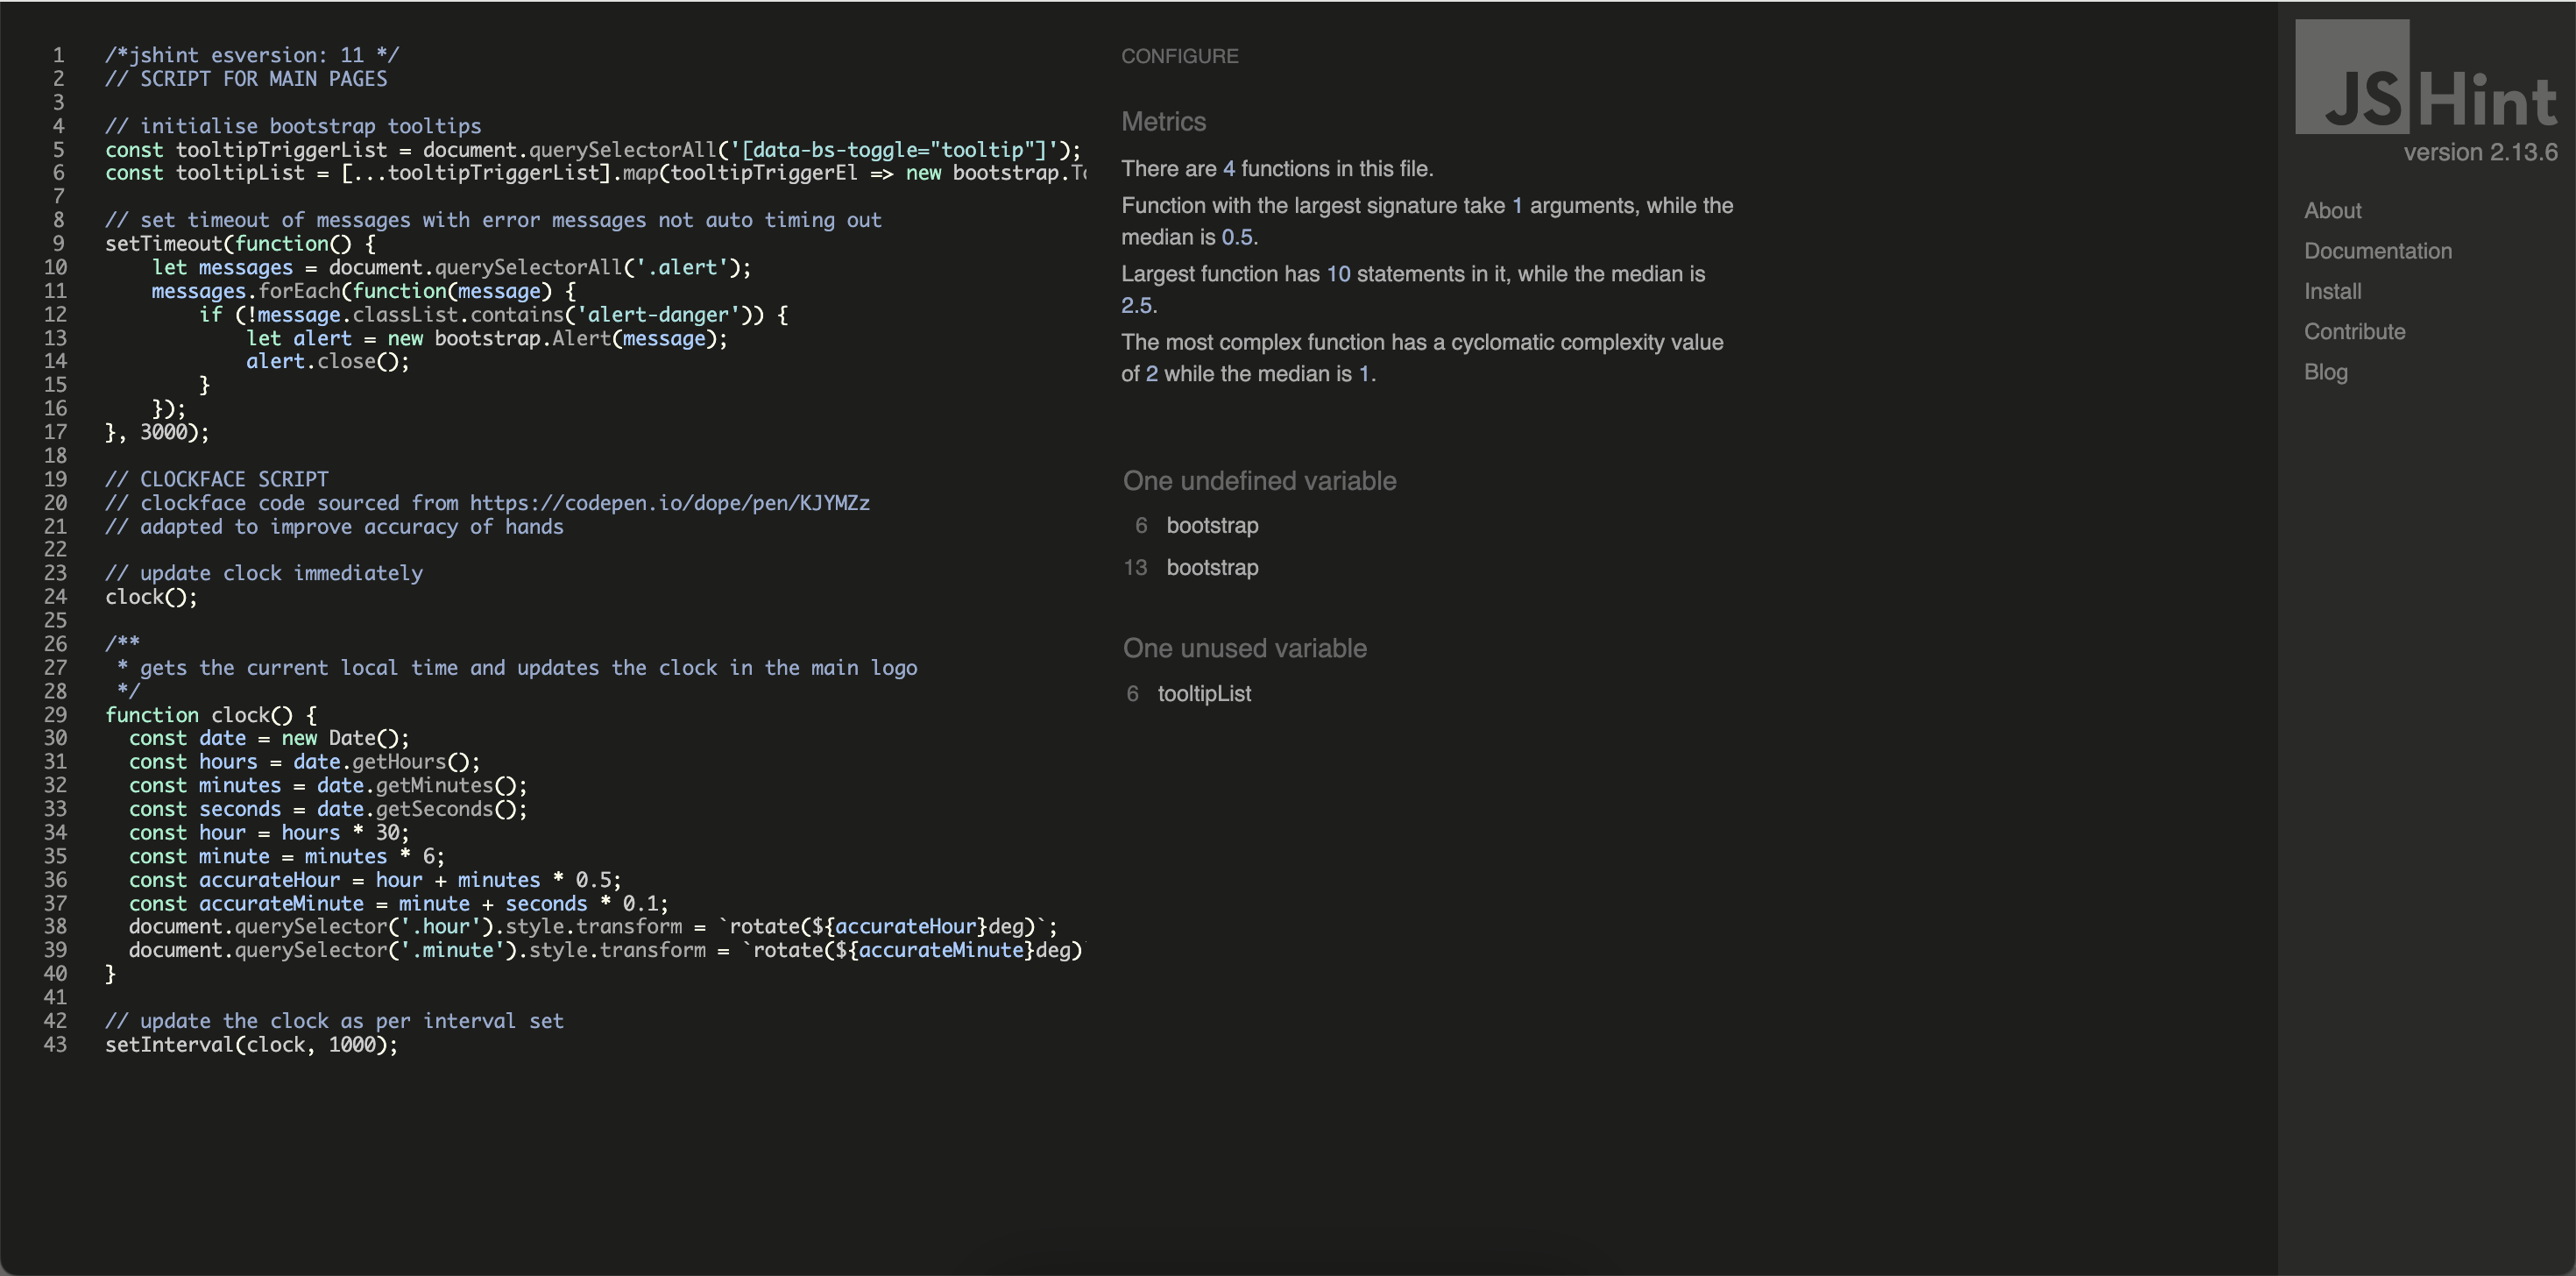 1 /*jshint esversion: 11 */
2 // SCRIPT FOR MAIN PAGES
3
4 // initialise bootstrap tooltips
5 const tooltipTriggerList = document.querySelectorAll('[data-bs-toggle="tooltip"]');
6 const tooltipList = [...tooltipTriggerList].map(tooltipTriggerEl => new bootstrap.
7
8 // set timeout of messages with error messages not auto timing out
9 setTimeout(function() {
10 let messages = document.querySelectorAll('.alert');
11 messages.forEach(function(message) {
12 if (!message.classList.contains('alert-danger')) {
13 let alert = new bootstrap.Alert(message);
14 alert.close();
15 }
16 });
17 }, 3000);
18
19 // CLOCKFACE SCRIPT
20 // clockface code sourced from https://codepen.io/dope/pen/KJYMZz
21 // adapted to improve accuracy of hands
22
23 // update clock immediately
24 clock();
25
26 /**
27 * gets the current local time and updates the clock in the main logo
28 */
29 function clock() {
30 const date = new Date();
31 const hours = date.getHours();
32 const minutes = date.getMinutes();
33 const seconds = date.getSeconds();
34 const hour = hours * 30;
35 const minute = minutes * 6;
36 const accurateHour = hour + minutes * 0.5;
37 const accurateMinute = minute + seconds * 0.1;
38 document.querySelector('.hour').style.transform = `rotate(${accurateHour}deg)`;
39 document.querySelector('.minute').style.transform = `rotate(${accurateMinute}deg)
40 }
41
42 // update the clock as per interval set
43 setInterval(clock, 1000);
CONFIGURE
Metrics
There are 4 functions in this file.
Function with the largest signature take 1 arguments, while the
median is 0.5.
Largest function has 10 statements in it, while the median is
2.5.
The most complex function has a cyclomatic complexity value
of 2 while the median is 1.
One undefined variable
6 bootstrap
13 bootstrap
One unused variable
6 tooltipList
JSHint
version 2.13.6
About
Documentation
Install
Contribute
Blog